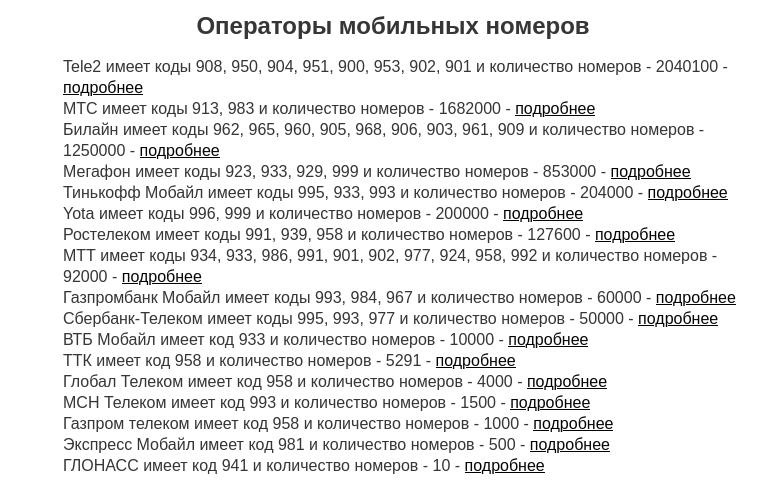 Операторы мобильных номеров
Tele2 имеет коды 908, 950, 904, 951, 900, 953, 902, 901 и количество номеров - 2040100 -
подробнее
МТС имеет коды 913, 983 и количество номеров - 1682000 - подробнее
Билайн имеет коды 962, 965, 960, 905, 968, 906, 903, 961, 909 и количество номеров -
1250000 - подробнее
Мегафон имеет коды 923, 933, 929, 999 и количество номеров - 853000 - подробнее
Тинькофф Мобайл имеет коды 995, 933, 993 и количество номеров - 204000 - подробнее
Yota имеет коды 996, 999 и количество номеров - 200000 - подробнее
Ростелеком имеет коды 991, 939, 958 и количество номеров - 127600 - подробнее
МТТ имеет коды 934, 933, 986, 991, 901, 902, 977, 924, 958, 992 и количество номеров -
92000 - подробнее
Газпромбанк Мобайл имеет коды 993, 984, 967 и количество номеров - 60000 - подробнее
Сбербанк-Телеком имеет коды 995, 993, 977 и количество номеров - 50000 - подробнее
ВТБ Мобайл имеет код 933 и количество номеров - 10000 - подробнее
ТТК имеет код 958 и количество номеров - 5291 - подробнее
Глобал Телеком имеет код 958 и количество номеров - 4000 - подробнее
МСН Телеком имеет код 993 и количество номеров - 1500 - подробнее
Газпром телеком имеет код 958 и количество номеров - 1000 - подробнее
Экспресс Мобайл имеет код 981 и количество номеров - 500 - подробнее
ГЛОНАСС имеет код 941 и количество номеров - 10 - подробнее